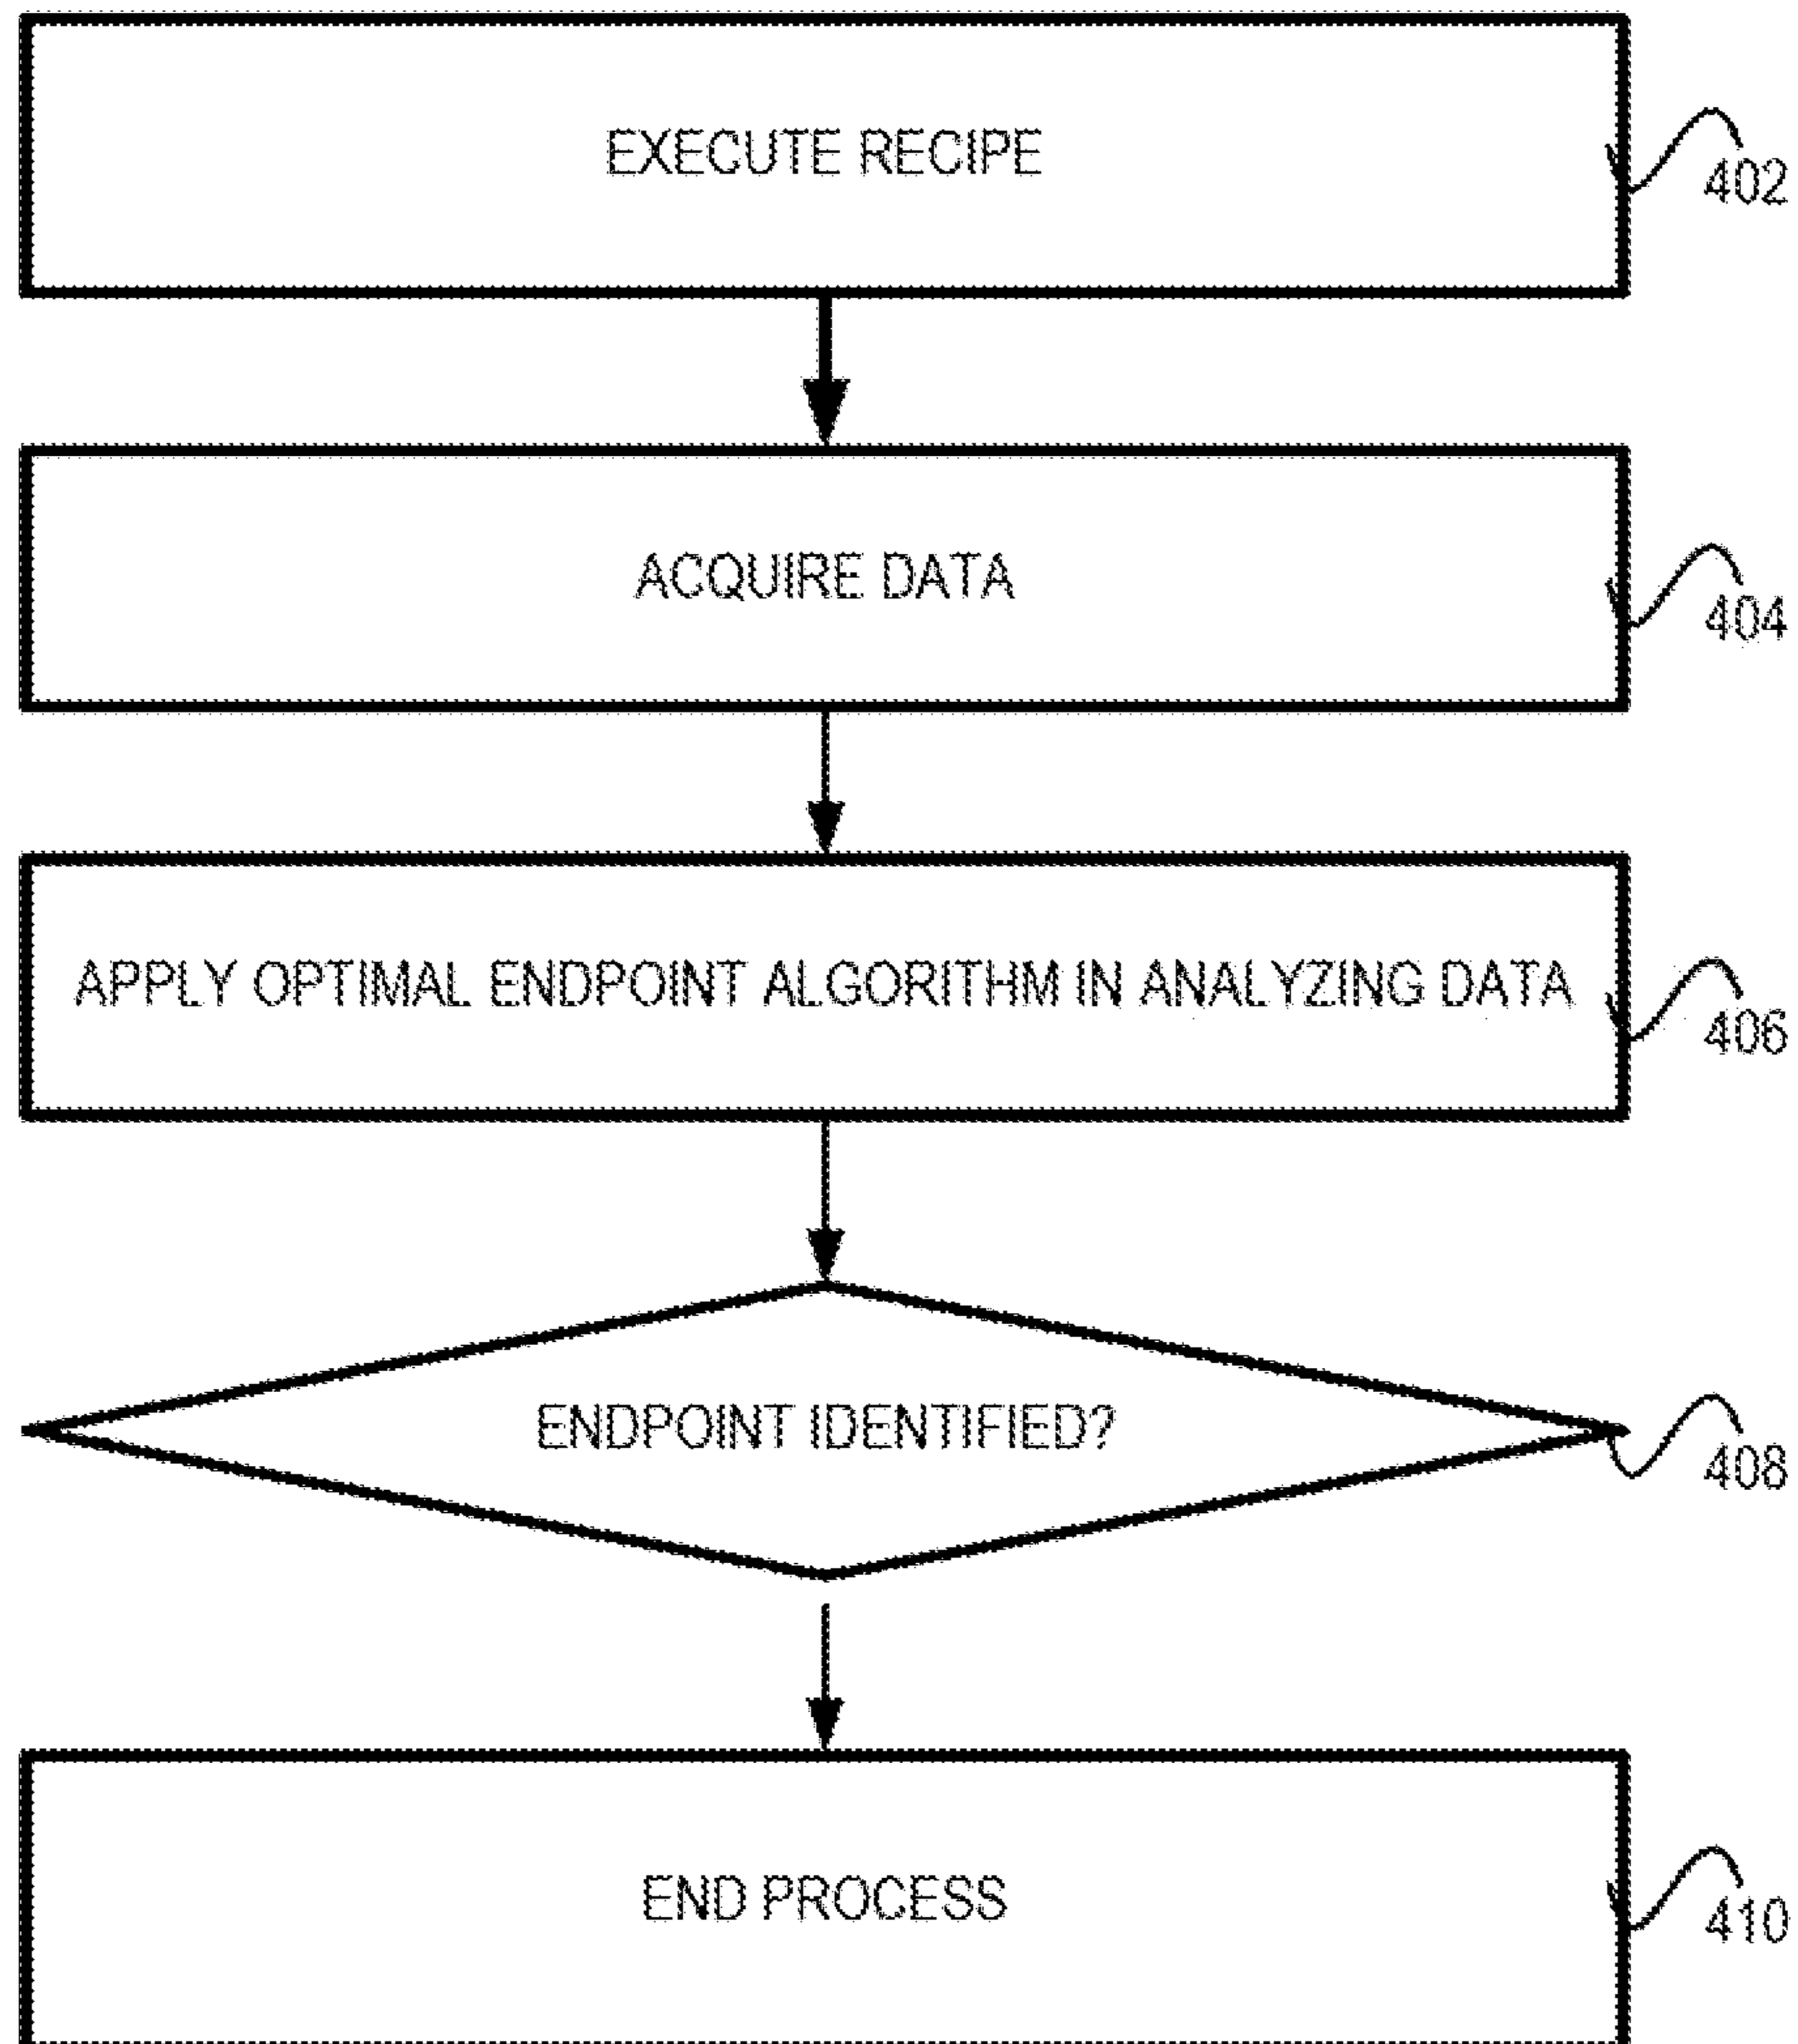 EXECUTE RECIPE
402
ACQUIRE DATA
404
APPLY OPTIMAL ENDPOINT ALGORITHM IN ANALYZING DATA
406
ENDPOINT IDENTIFIED?
408
END PROCESS
410